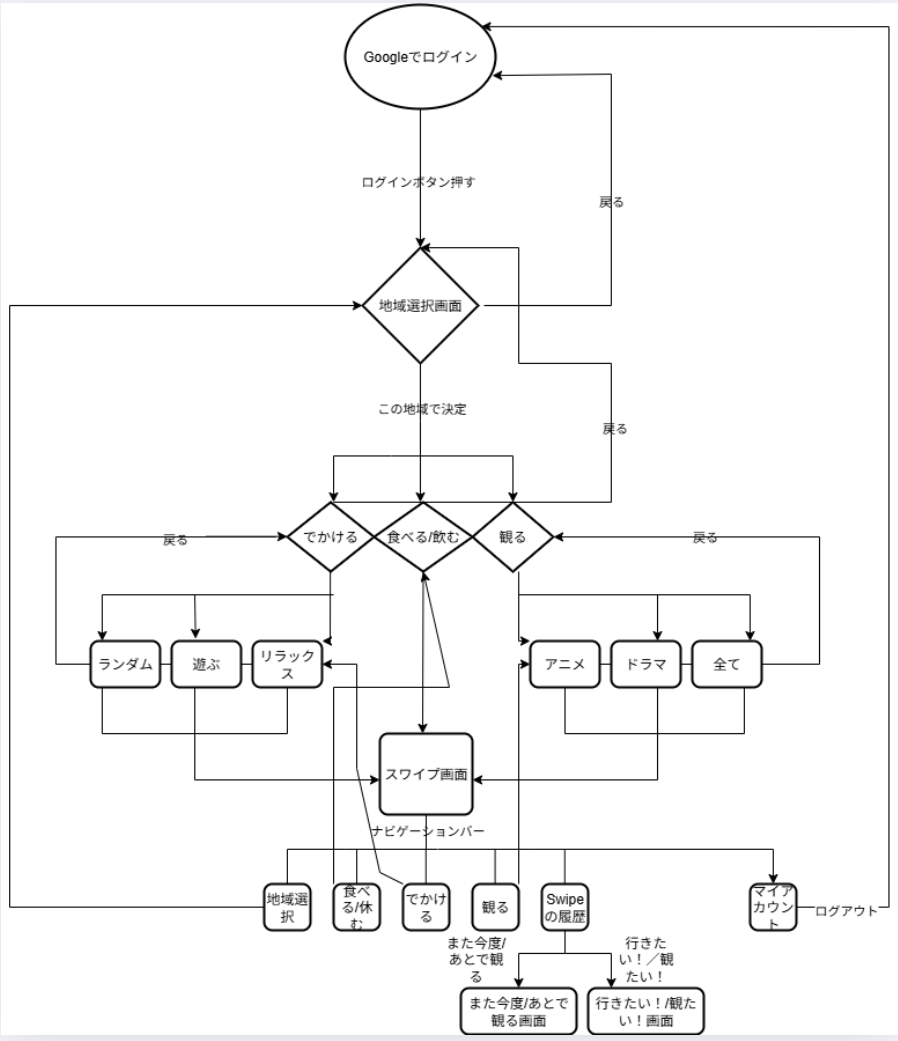 Googleでログイン
ログインボタン押す
戻る
地域選択画面
この地域で決定
戻る
でかける
食べる/飲む
観る
戻る
戻る
ランダム
遊ぶ
リラック
ス
アニメ
ドラマ
全て
スワイプ画面
ナビゲーションバー
地域選
択
食べ
る/休
む
でかけ
る
観る
Swipe
の履歴
マイア
カウン
ト
ログアウト
また今度/
あとで観
る
行きた
い！／観
たい！
また今度/あとで
観る画面
行きたい！/観た
い！画面